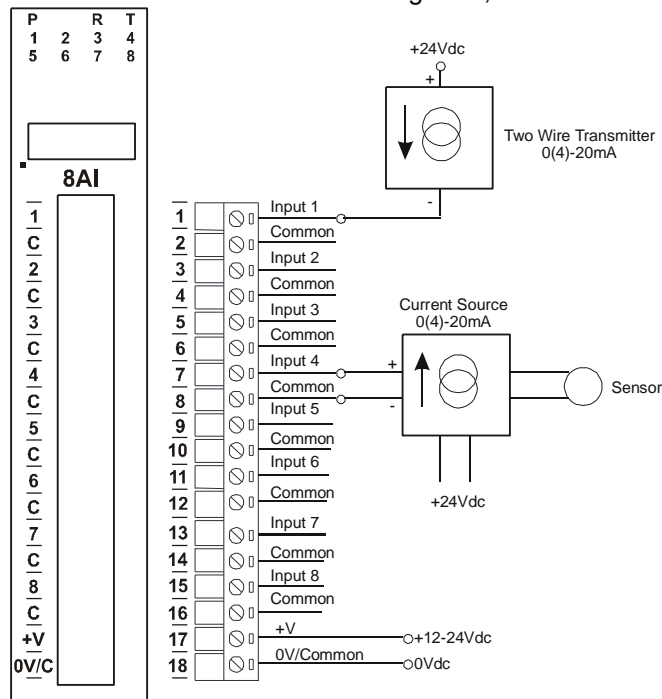 P R T
1 2 3 4
5 6 7 8
8AI
1
C
2
C
3
C
4
C
5
C
6
C
7
C
8
C
+V
0V/C
1 Input 1
2 Common
3 Input 2
4 Common
5 Input 3
6 Common
7 Input 4
8 Common
9 Input 5
10 Common
11 Input 6
12 Common
13 Input 7
14 Common
15 Input 8
16 Common
17 +V +12-24Vdc
18 0V/Common 0Vdc
+24Vdc
+
Two Wire Transmitter
0(4)-20mA
-
Current Source
0(4)-20mA
+
-
Sensor
+24Vdc